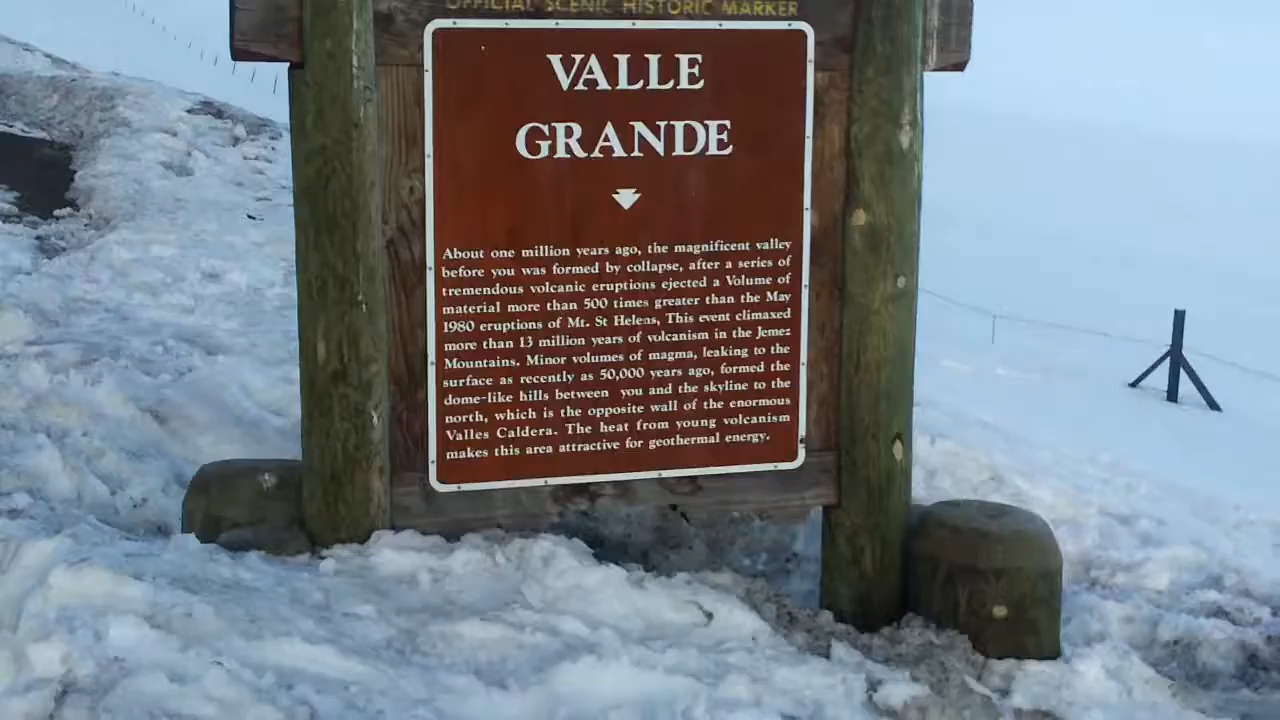 OFFICIAL SCENIC HISTORIC MARKER
VALLE
GRANDE
About one million years ago, the magnificent valley
before you was formed by collapse, after a series of
tremendous volcanic eruptions ejected a Volume of
material more than 500 times greater than the May
1980 eruptions of Mt. St Helens, This event climaxed
more than 13 million years of volcanism in the Jemez
Mountains. Minor volumes of magma, leaking to the
surface as recently as 50,000 years ago, formed the
dome-like hills between you and the skyline to the
north, which is the opposite wall of the enormous
Valles Caldera. The heat from young volcanism
makes this area attractive for geothermal energy.